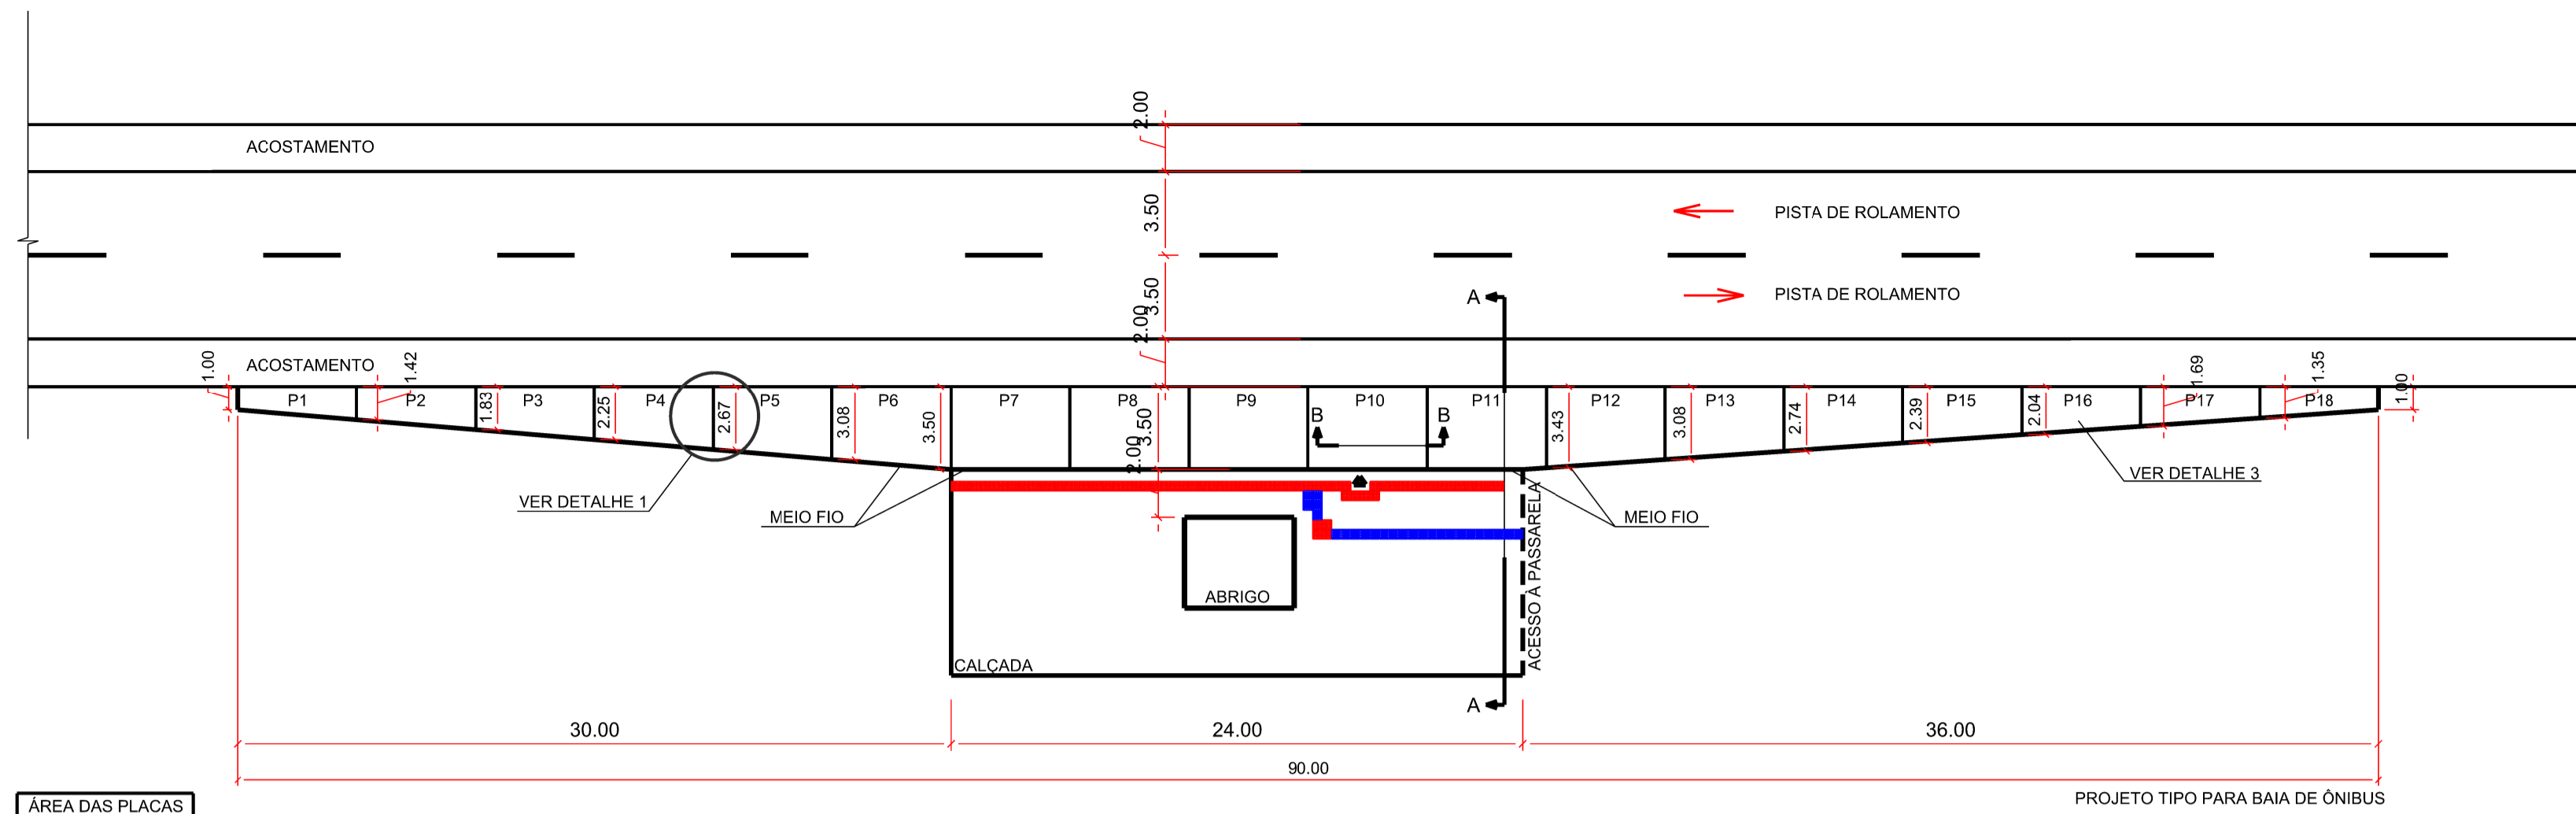 2.00
ACOSTAMENTO
3.50
PISTA DE ROLAMENTO
3.50
PISTA DE ROLAMENTO
A
2.00
ACOSTAMENTO
1.00
1.42
1.83
2.25
2.67
3.08
3.50
3.50
3.43
3.08
2.74
2.39
2.04
1.69
1.35
1.00
P1
P2
P3
P4
P5
P6
P7
P8
P9
P10
P11
P12
P13
P14
P15
P16
P17
P18
B
B
2.00
VER DETALHE 1
MEIO FIO
MEIO FIO
VER DETALHE 3
ABRIGO
ACESSO À PASSARELA
CALÇADA
A
30.00
24.00
36.00
90.00
ÁREA DAS PLACAS
PROJETO TIPO PARA BAIA DE ÔNIBUS